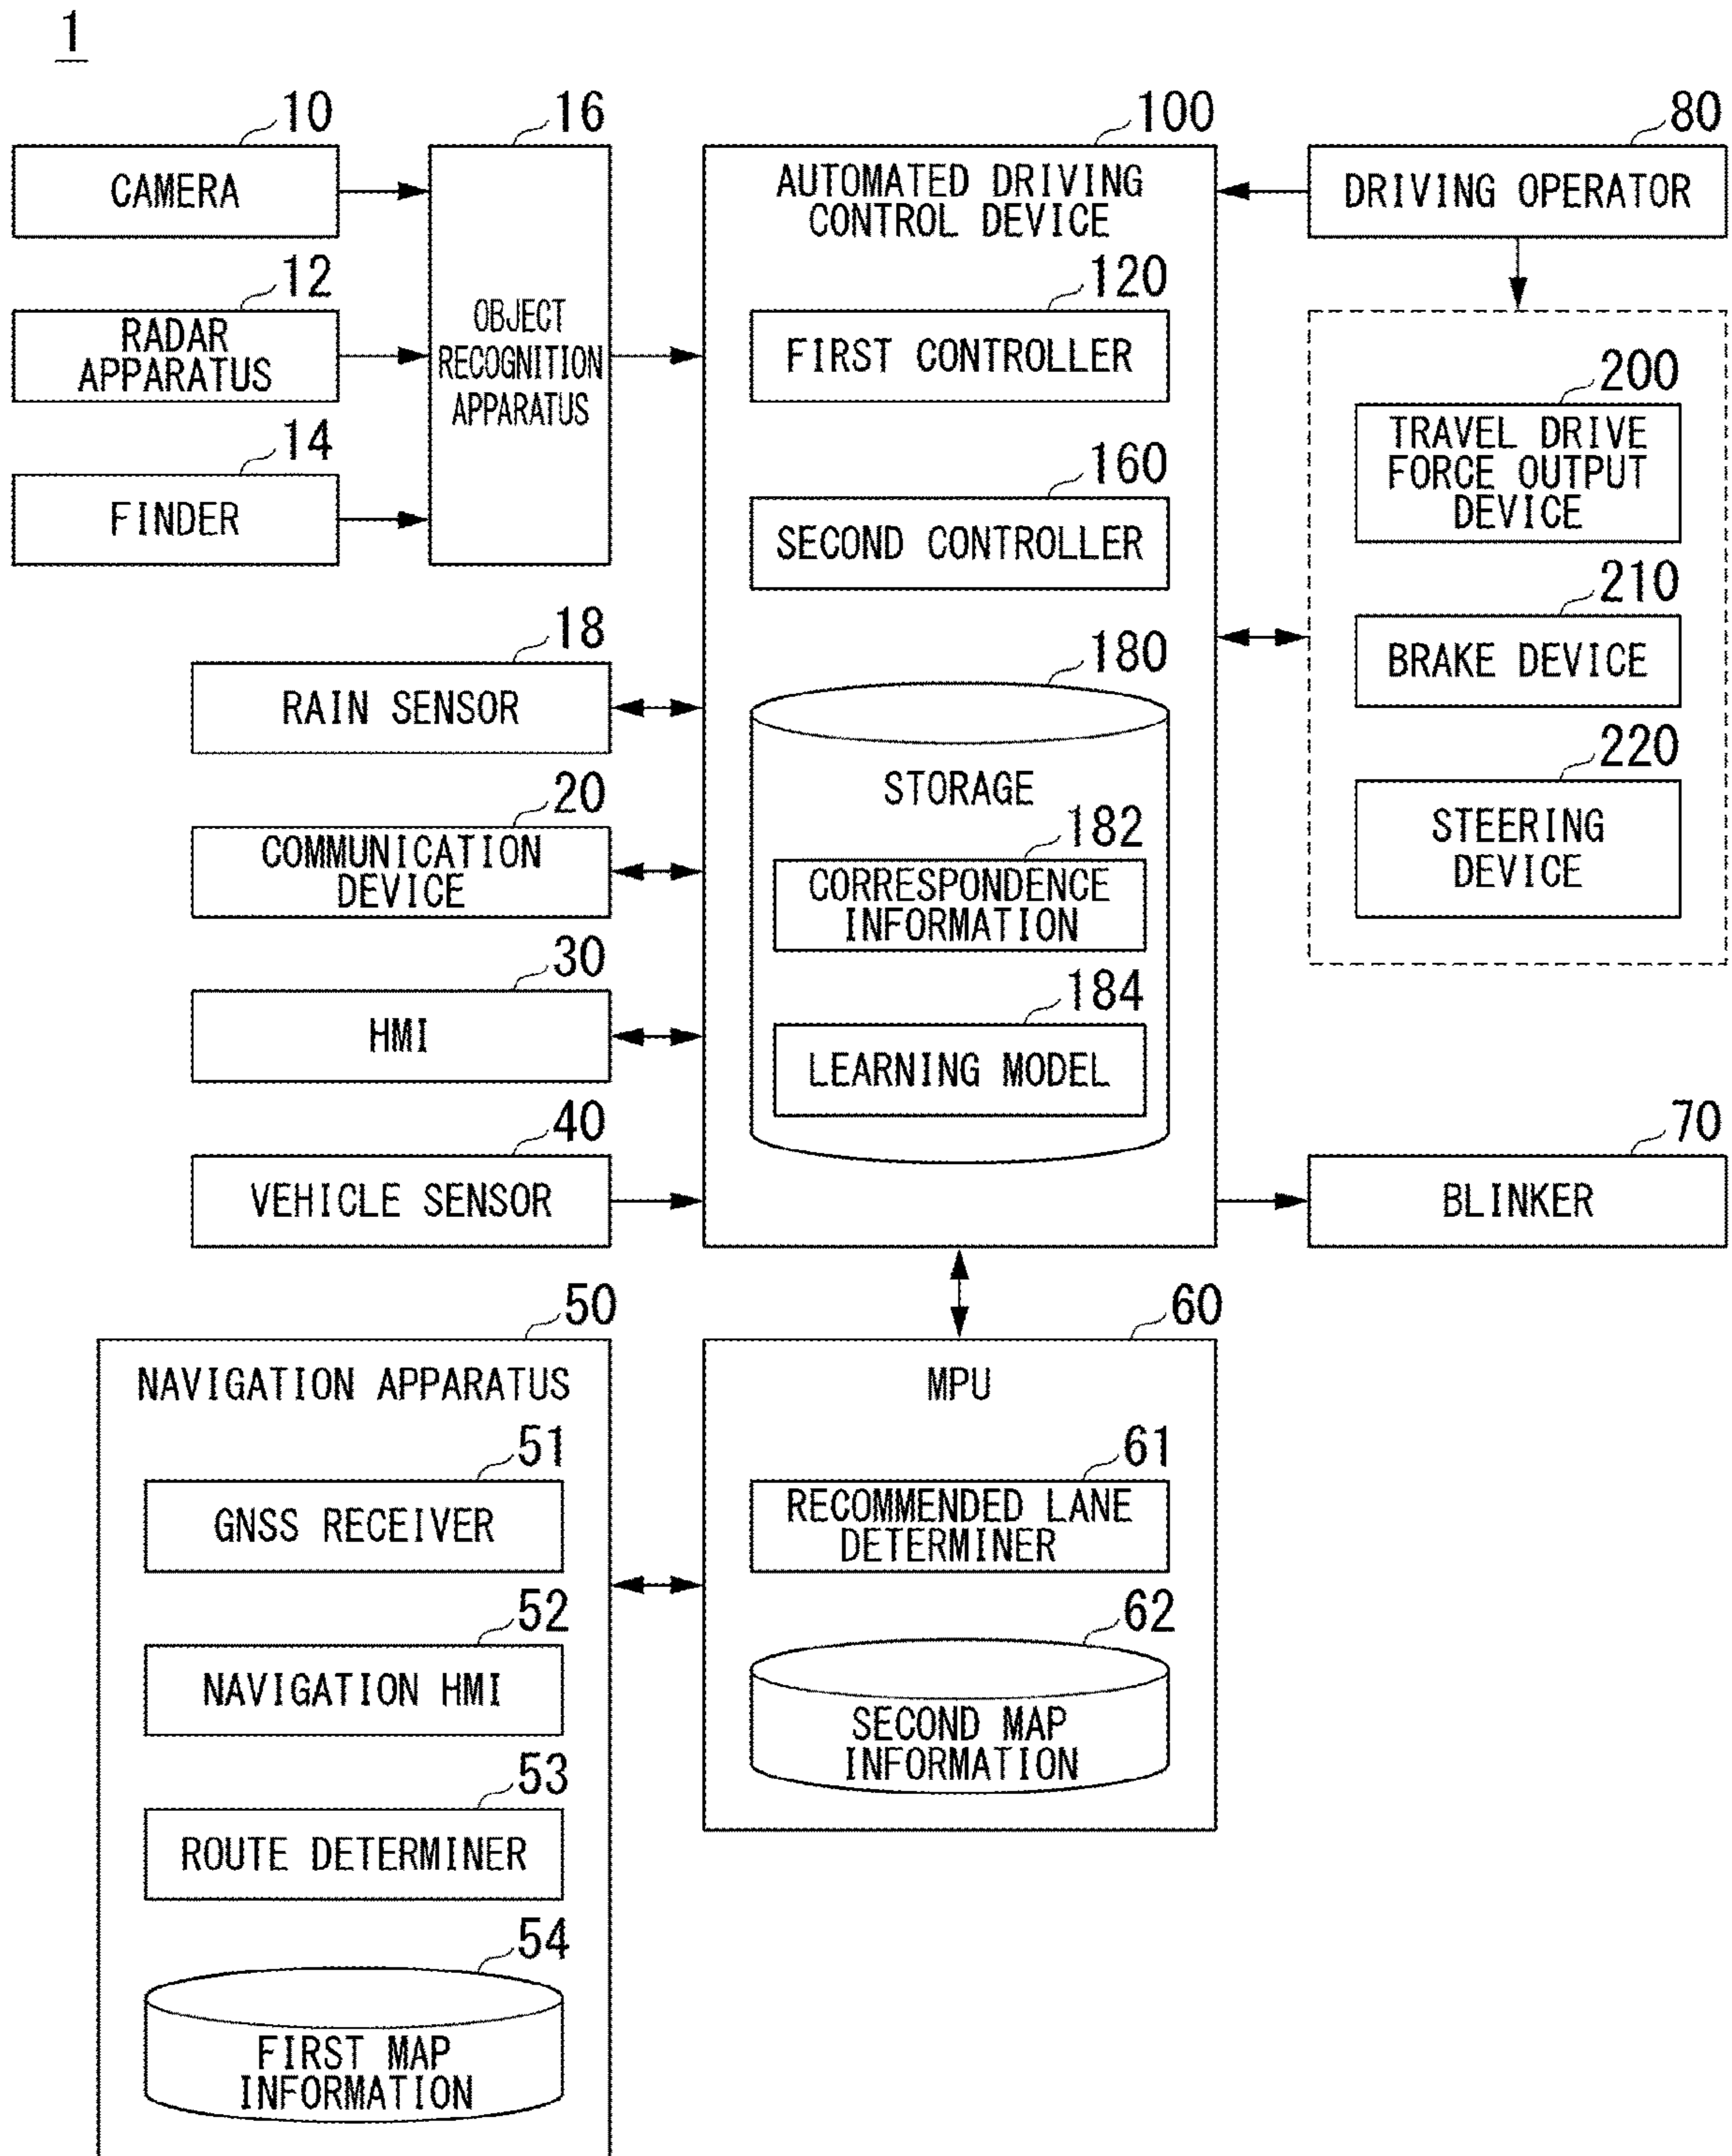 1
10
CAMERA
12
RADAR
APPARATUS
14
FINDER
16
OBJECT
RECOGNITION
APPARATUS
18
RAIN SENSOR
20
COMMUNICATION
DEVICE
30
HMI
40
VEHICLE SENSOR
100
AUTOMATED DRIVING
CONTROL DEVICE
120
FIRST CONTROLLER
160
SECOND CONTROLLER
180
STORAGE
182
CORRESPONDENCE
INFORMATION
184
LEARNING MODEL
80
DRIVING OPERATOR
200
TRAVEL DRIVE
FORCE OUTPUT
DEVICE
210
BRAKE DEVICE
220
STEERING
DEVICE
70
BLINKER
50
NAVIGATION APPARATUS
51
GNSS RECEIVER
52
NAVIGATION HMI
53
ROUTE DETERMINER
54
FIRST MAP
INFORMATION
60
MPU
61
RECOMMENDED LANE
DETERMINER
62
SECOND MAP
INFORMATION